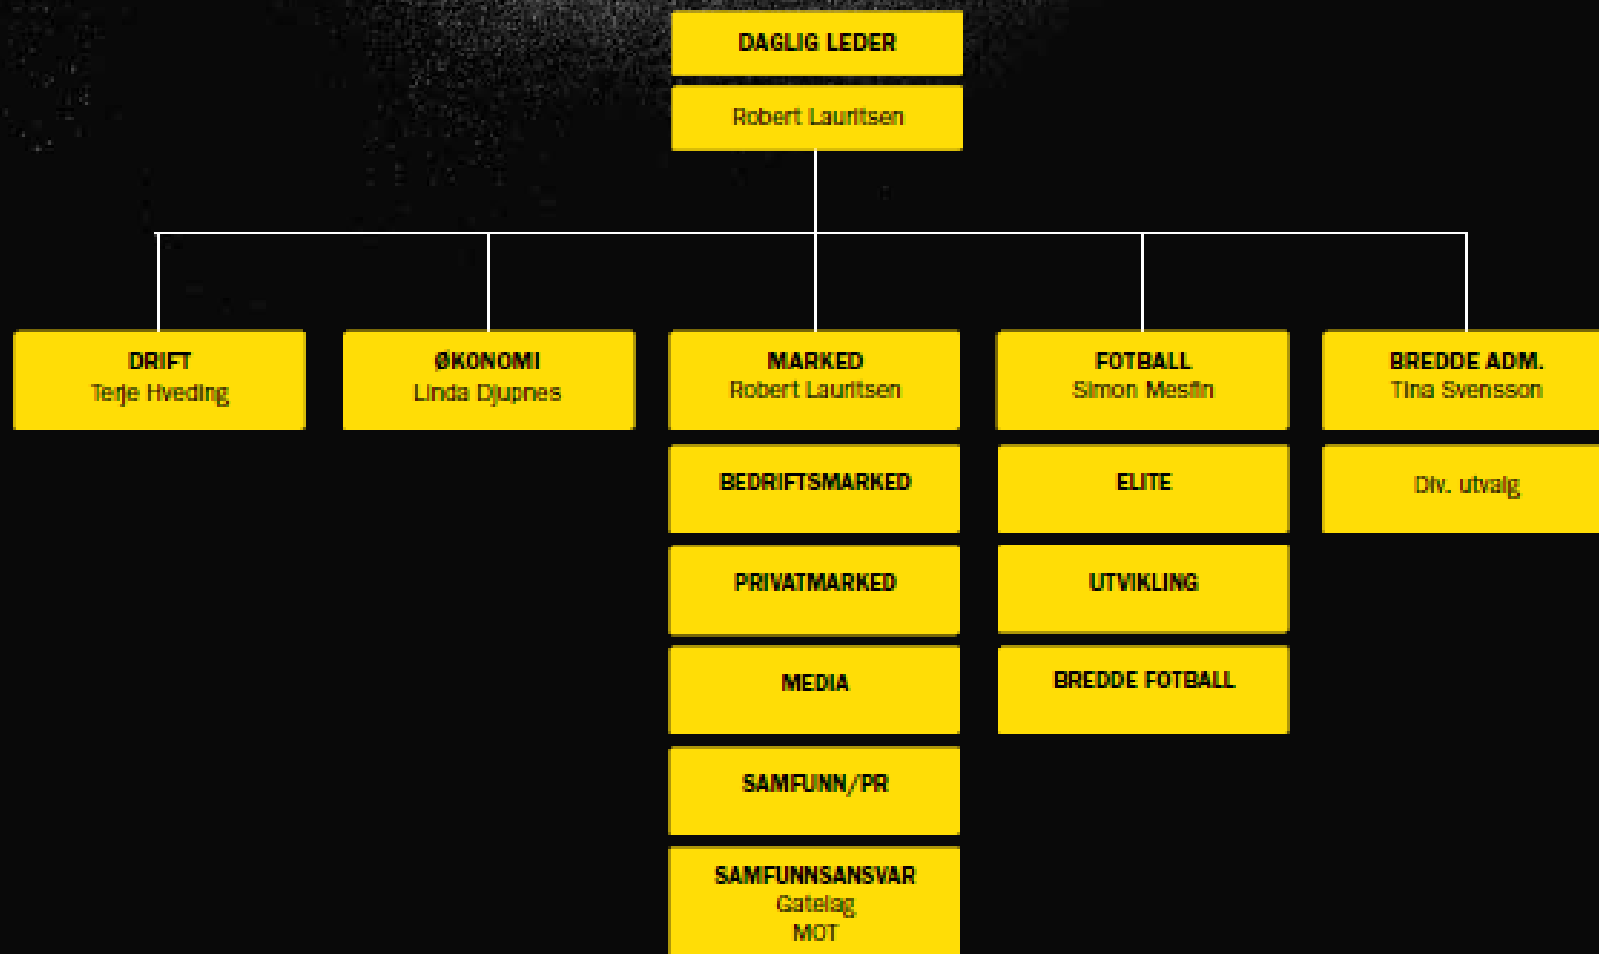 DAGLIG LEDER
Robert Lauritsen
DRIFT
Terje Hveding
ØKONOMI
Linda Djupnes
MARKED
Robert Lauritsen
FOTBALL
Simon Mesfin
BREDDE ADM.
Tina Svensson
BEDRIFTSMARKED
ELITE
Div. utvalg
PRIVATMARKED
UTVIKLING
MEDIA
BREDDE FOTBALL
SAMFUNN/PR
SAMFUNNSANSVAR
Gatelag
MOT